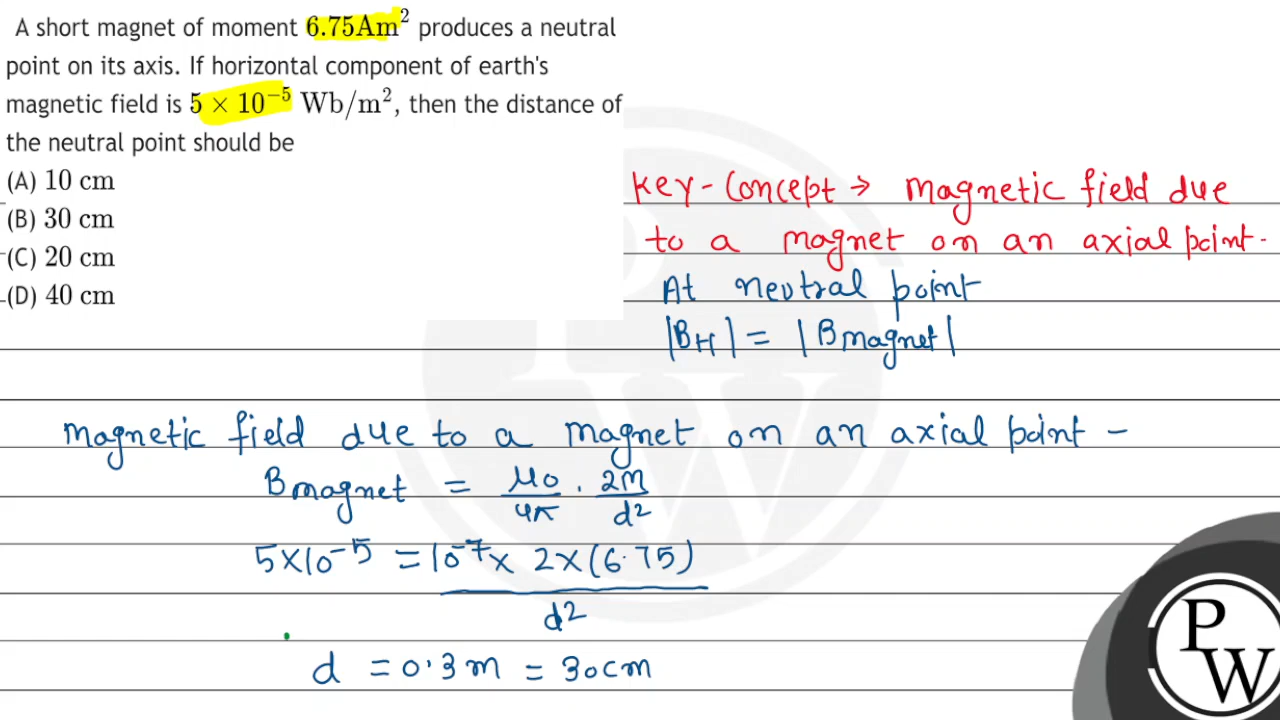 A short magnet of moment 6.75Am² produces a neutral
point on its axis. If horizontal component of earth's
magnetic field is 5 × 10⁻⁵ Wb/m², then the distance of
the neutral point should be
(A) 10 cm
(B) 30 cm
(C) 20 cm
(D) 40 cm
Key-Concept → Magnetic field due
to a magnet on an axial point.
At neutral point
|B_H| = |B_magnet|
Magnetic field due to a magnet on an axial point –
B_magnet = μ₀/4π · 2M/d²
5×10⁻⁵ = 10⁻⁷ × 2×(6.75)/d²
d = 0.3m = 30cm
PW